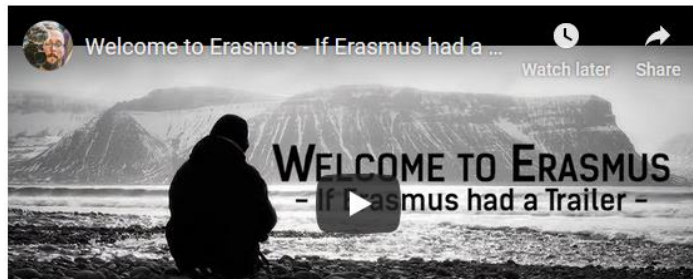 Welcome to Erasmus - If Erasmus had a ...
Watch later
Share
WELCOME TO ERASMUS
- If Erasmus had a Trailer -